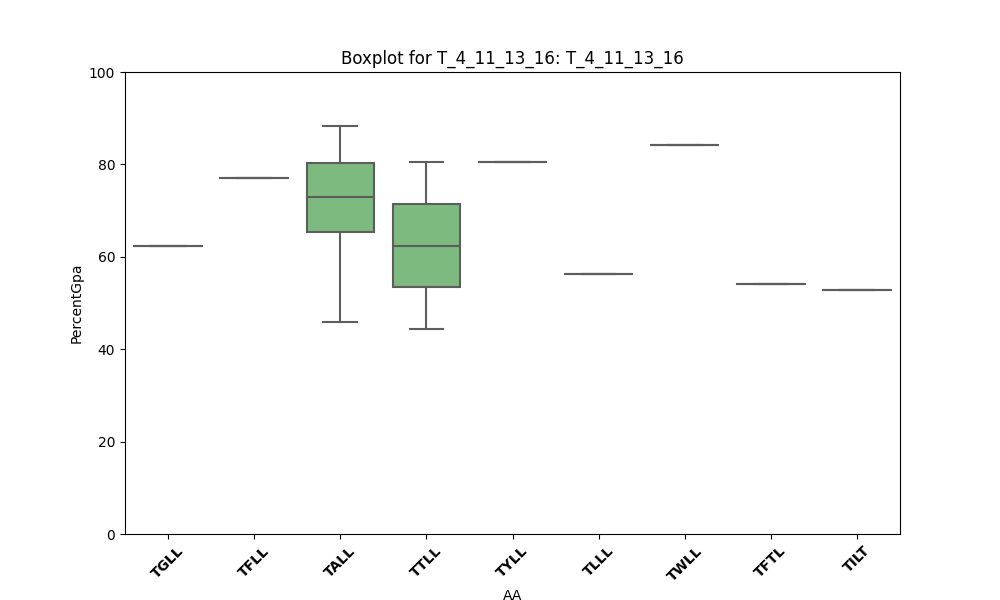 Boxplot for T_4_11_13_16: T_4_11_13_16
PercentGpa
100
80
60
40
20
0
TGLL
TFLL
TALL
TTLL
TYLL
TLLL
TWLL
TFTL
TILT
AA